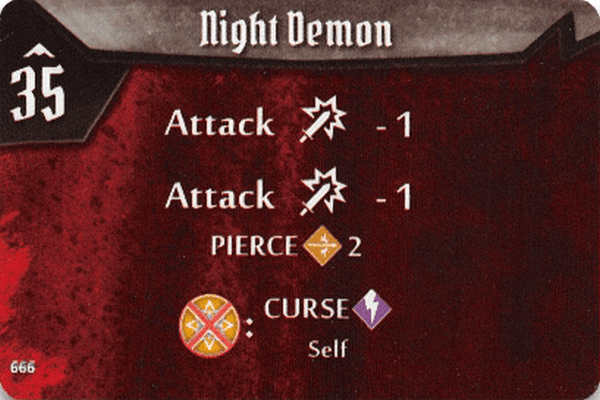 Night Demon
35
Attack - 1
Attack - 1
PIERCE 2
: CURSE
Self
666